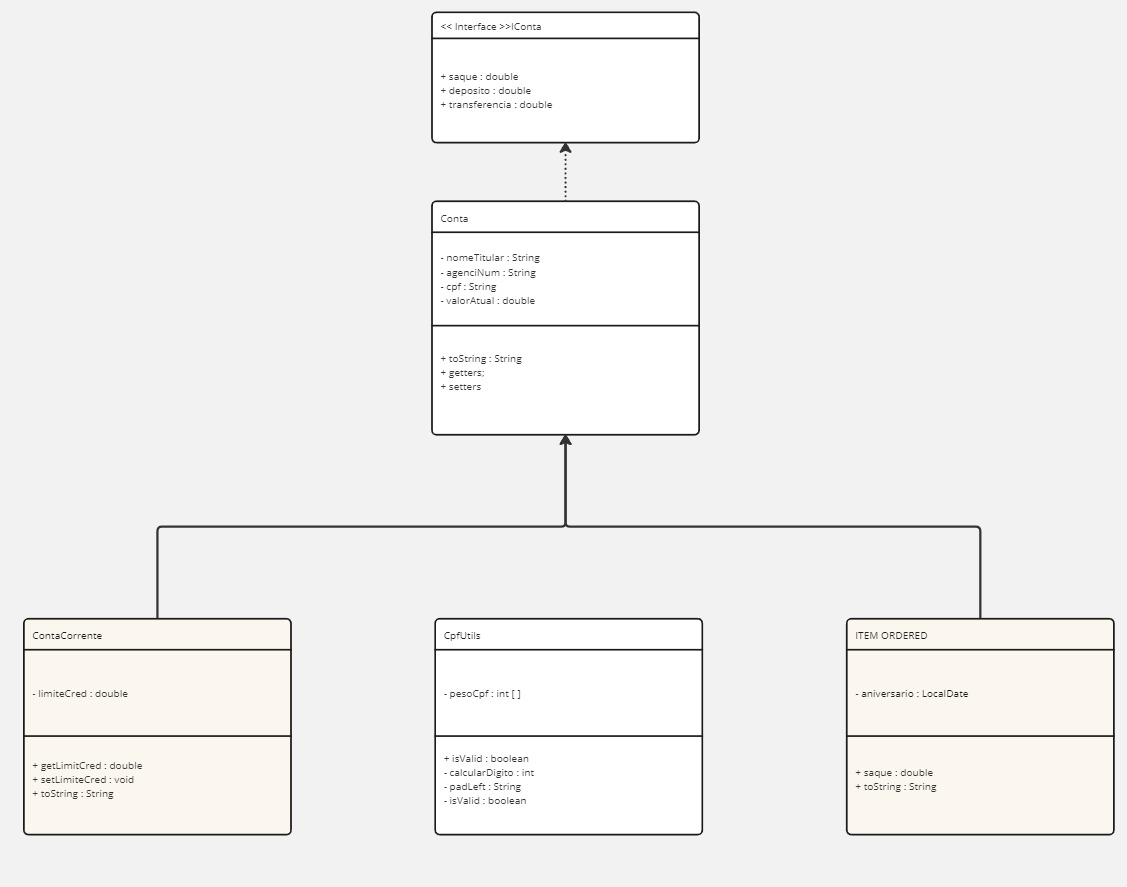 << Interface >>IConta
+ saque : double
+ deposito : double
+ transferencia : double
Conta
- nomeTitular : String
- agenciNum : String
- cpf : String
- valorAtual : double
+ toString : String
+ getters;
+ setters
ContaCorrente
- limiteCred : double
+ getLimitCred : double
+ setLimiteCred : void
+ toString : String
CpfUtils
- pesoCpf : int [ ]
+ isValid : boolean
- calcularDigito : int
- padLeft : String
- isValid : boolean
ITEM ORDERED
- aniversario : LocalDate
+ saque : double
+ toString : String